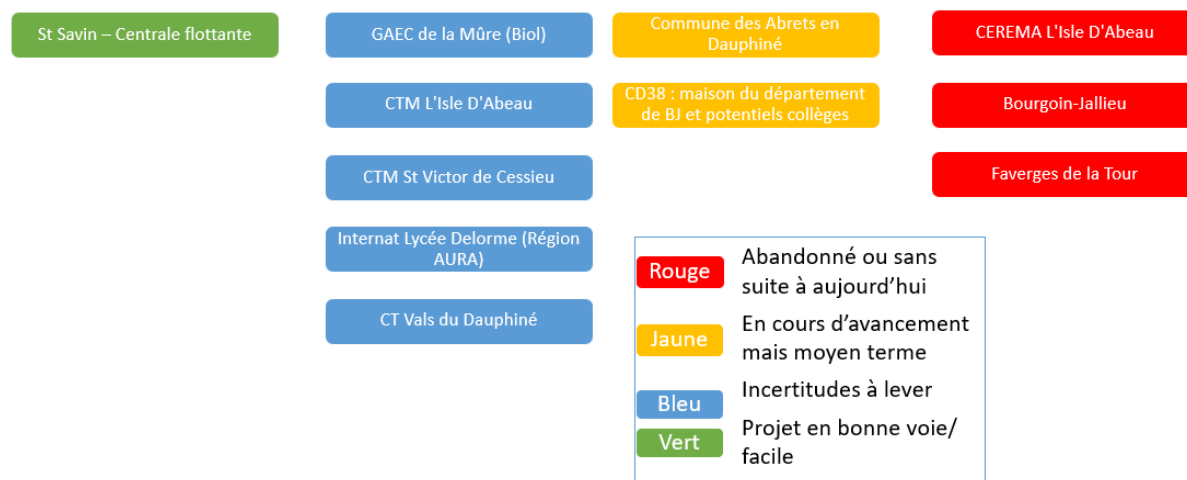 St Savin – Centrale flottante
GAEC de la Mûre (Biol)
CTM L'Isle D'Abeau
CTM St Victor de Cessieu
Internat Lycée Delorme (Région
AURA)
CT Vals du Dauphiné
Commune des Abrets en
Dauphiné
CD38 : maison du département
de BJ et potentiels collèges
CEREMA L'Isle D'Abeau
Bourgoin-Jallieu
Faverges de la Tour
Rouge
Abandonné ou sans
suite à aujourd’hui
Jaune
En cours d’avancement
mais moyen terme
Bleu
Incertitudes à lever
Vert
Projet en bonne voie/
facile